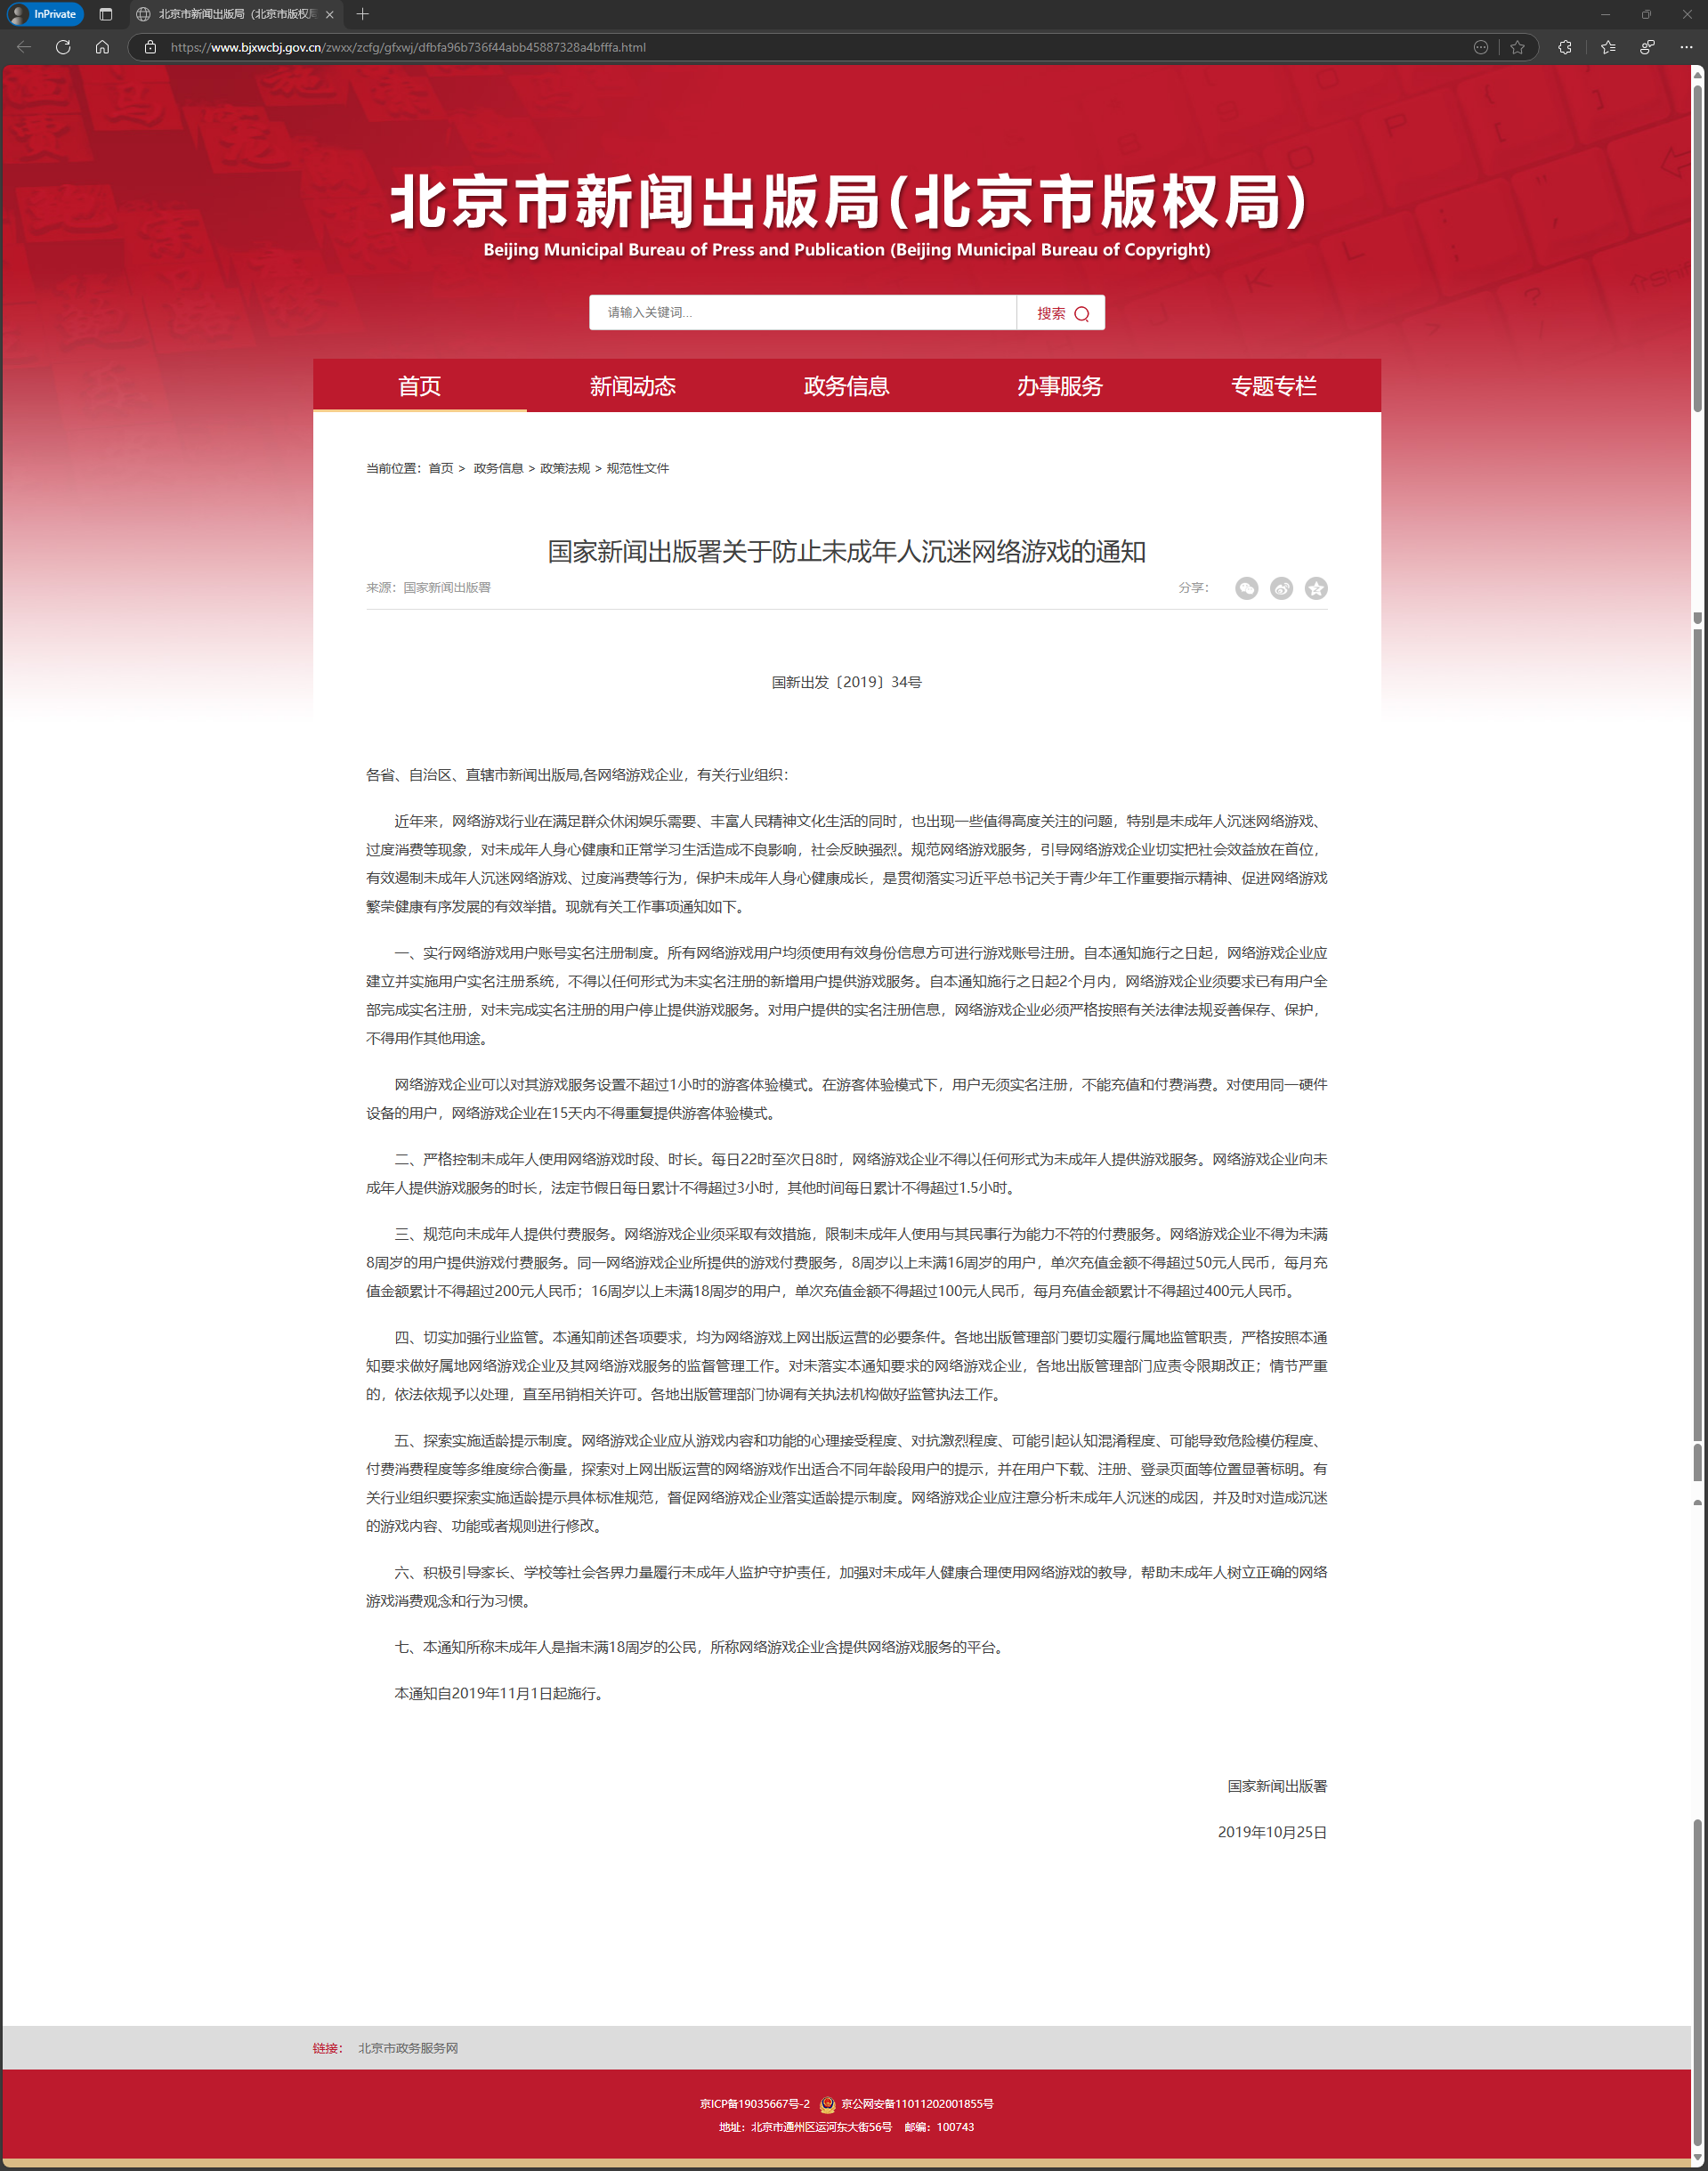 InPrivate
北京市新闻出版局（北京市版权局
https://www.bjxwcbj.gov.cn/zwxx/zcfg/gfxwj/dfbfa96b736f44abb45887328a4bfffa.html
北京市新闻出版局(北京市版权局)
Beijing Municipal Bureau of Press and Publication (Beijing Municipal Bureau of Copyright)
请输入关键词...
搜索
首页
新闻动态
政务信息
办事服务
专题专栏
当前位置：首页 > 政务信息 > 政策法规 > 规范性文件
国家新闻出版署关于防止未成年人沉迷网络游戏的通知
来源：国家新闻出版署
分享：
国新出发〔2019〕34号
各省、自治区、直辖市新闻出版局,各网络游戏企业，有关行业组织：
近年来，网络游戏行业在满足群众休闲娱乐需要、丰富人民精神文化生活的同时，也出现一些值得高度关注的问题，特别是未成年人沉迷网络游戏、
过度消费等现象，对未成年人身心健康和正常学习生活造成不良影响，社会反映强烈。规范网络游戏服务，引导网络游戏企业切实把社会效益放在首位，
有效遏制未成年人沉迷网络游戏、过度消费等行为，保护未成年人身心健康成长，是贯彻落实习近平总书记关于青少年工作重要指示精神、促进网络游戏
繁荣健康有序发展的有效举措。现就有关工作事项通知如下。
一、实行网络游戏用户账号实名注册制度。所有网络游戏用户均须使用有效身份信息方可进行游戏账号注册。自本通知施行之日起，网络游戏企业应
建立并实施用户实名注册系统，不得以任何形式为未实名注册的新增用户提供游戏服务。自本通知施行之日起2个月内，网络游戏企业须要求已有用户全
部完成实名注册，对未完成实名注册的用户停止提供游戏服务。对用户提供的实名注册信息，网络游戏企业必须严格按照有关法律法规妥善保存、保护，
不得用作其他用途。
网络游戏企业可以对其游戏服务设置不超过1小时的游客体验模式。在游客体验模式下，用户无须实名注册，不能充值和付费消费。对使用同一硬件
设备的用户，网络游戏企业在15天内不得重复提供游客体验模式。
二、严格控制未成年人使用网络游戏时段、时长。每日22时至次日8时，网络游戏企业不得以任何形式为未成年人提供游戏服务。网络游戏企业向未
成年人提供游戏服务的时长，法定节假日每日累计不得超过3小时，其他时间每日累计不得超过1.5小时。
三、规范向未成年人提供付费服务。网络游戏企业须采取有效措施，限制未成年人使用与其民事行为能力不符的付费服务。网络游戏企业不得为未满
8周岁的用户提供游戏付费服务。同一网络游戏企业所提供的游戏付费服务，8周岁以上未满16周岁的用户，单次充值金额不得超过50元人民币，每月充
值金额累计不得超过200元人民币；16周岁以上未满18周岁的用户，单次充值金额不得超过100元人民币，每月充值金额累计不得超过400元人民币。
四、切实加强行业监管。本通知前述各项要求，均为网络游戏上网出版运营的必要条件。各地出版管理部门要切实履行属地监管职责，严格按照本通
知要求做好属地网络游戏企业及其网络游戏服务的监督管理工作。对未落实本通知要求的网络游戏企业，各地出版管理部门应责令限期改正；情节严重
的，依法依规予以处理，直至吊销相关许可。各地出版管理部门协调有关执法机构做好监管执法工作。
五、探索实施适龄提示制度。网络游戏企业应从游戏内容和功能的心理接受程度、对抗激烈程度、可能引起认知混淆程度、可能导致危险模仿程度、
付费消费程度等多维度综合衡量，探索对上网出版运营的网络游戏作出适合不同年龄段用户的提示，并在用户下载、注册、登录页面等位置显著标明。有
关行业组织要探索实施适龄提示具体标准规范，督促网络游戏企业落实适龄提示制度。网络游戏企业应注意分析未成年人沉迷的成因，并及时对造成沉迷
的游戏内容、功能或者规则进行修改。
六、积极引导家长、学校等社会各界力量履行未成年人监护守护责任，加强对未成年人健康合理使用网络游戏的教导，帮助未成年人树立正确的网络
游戏消费观念和行为习惯。
七、本通知所称未成年人是指未满18周岁的公民，所称网络游戏企业含提供网络游戏服务的平台。
本通知自2019年11月1日起施行。
国家新闻出版署
2019年10月25日
链接： 北京市政务服务网
京ICP备19035667号-2 京公网安备11011202001855号
地址：北京市通州区运河东大街56号 邮编：100743